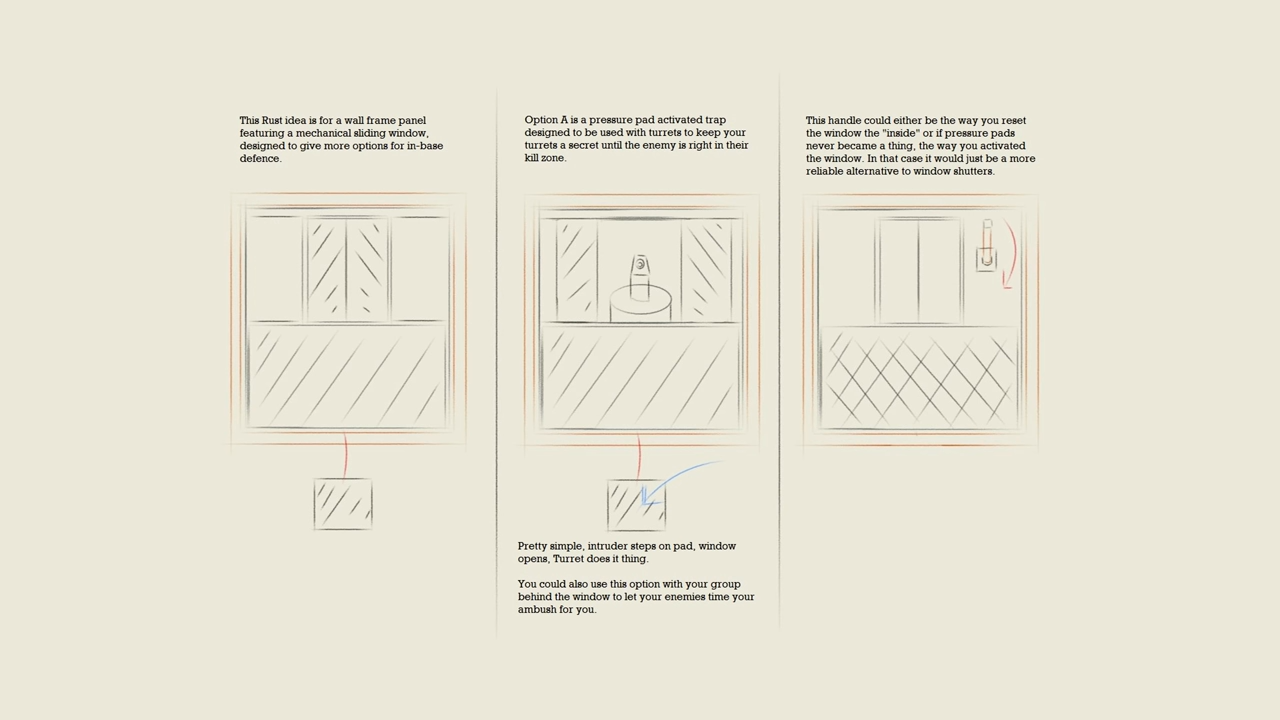 This Rust idea is for a wall frame panel
featuring a mechanical sliding window,
designed to give more options for in-base
defence.
Option A is a pressure pad activated trap
designed to be used with turrets to keep your
turrets a secret until the enemy is right in their
kill zone.
Pretty simple, intruder steps on pad, window
opens, Turret does it thing.
You could also use this option with your group
behind the window to let your enemies time your
ambush for you.
This handle could either be the way you reset
the window the "inside" or if pressure pads
never became a thing, the way you activated
the window. In that case it would just be a more
reliable alternative to window shutters.